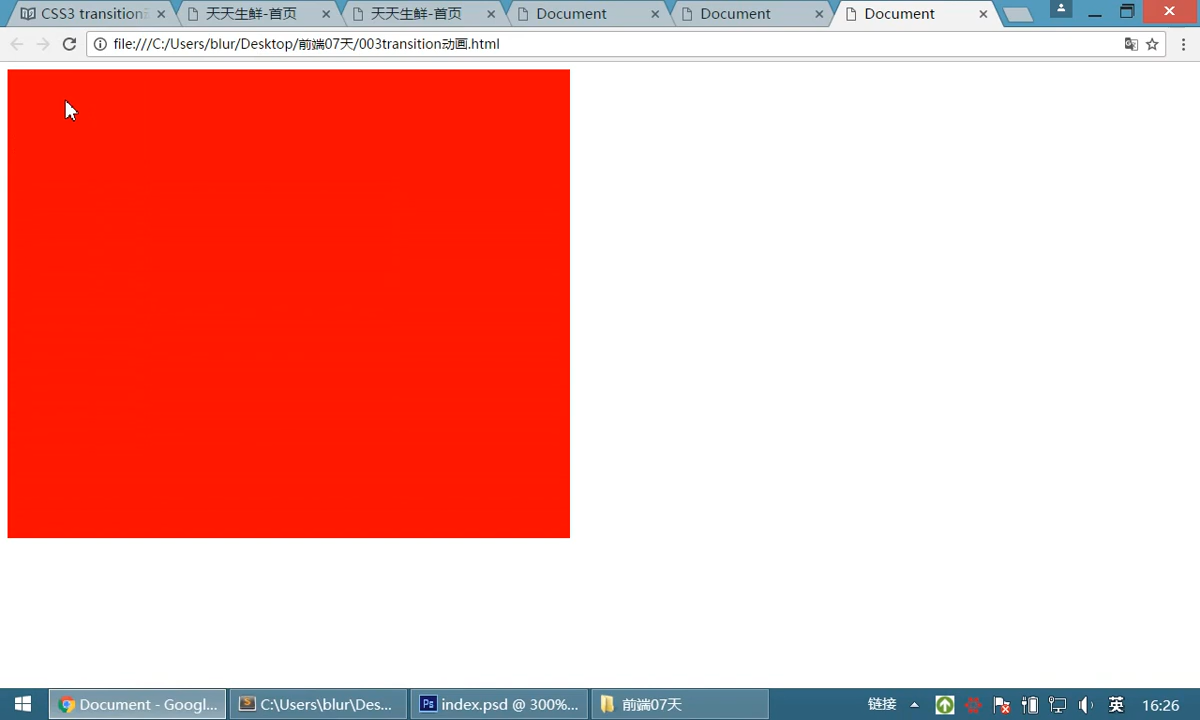 CSS3 transition
天天生鲜-首页
天天生鲜-首页
Document
Document
Document
file:///C:/Users/blur/Desktop/前端07天/003transition动画.html
Document - Googl...
C:\Users\blur\Des...
Ps
index.psd @ 300%...
前端07天
链接
英
16:26